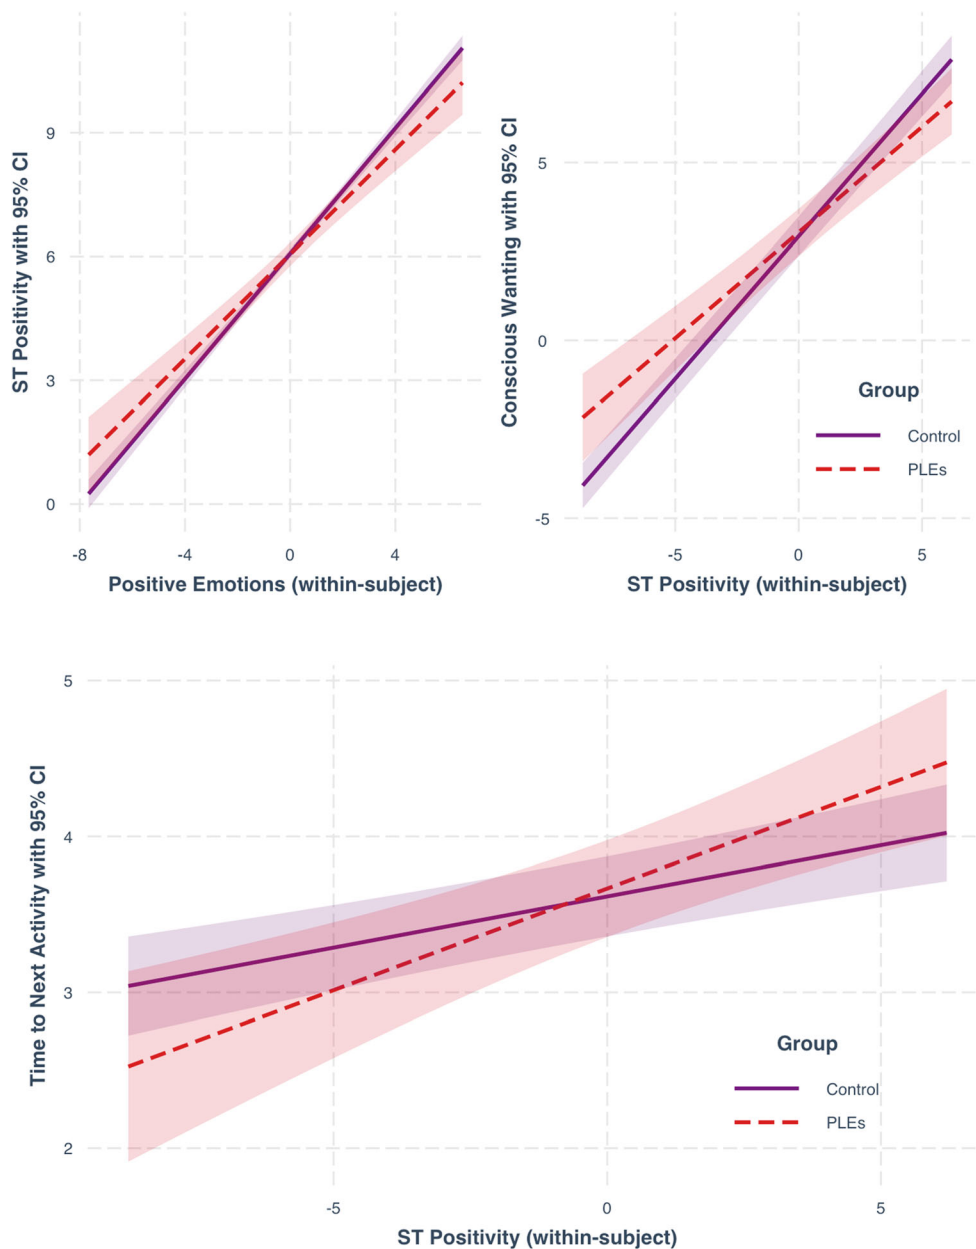 ST Positivity with 95% CI
9
6
3
0
-8
-4
0
4
Positive Emotions (within-subject)
Conscious Wanting with 95% CI
5
0
-5
-5
0
5
ST Positivity (within-subject)
Group
Control
PLEs
Time to Next Activity with 95% CI
5
4
3
2
-5
0
5
ST Positivity (within-subject)
Group
Control
PLEs